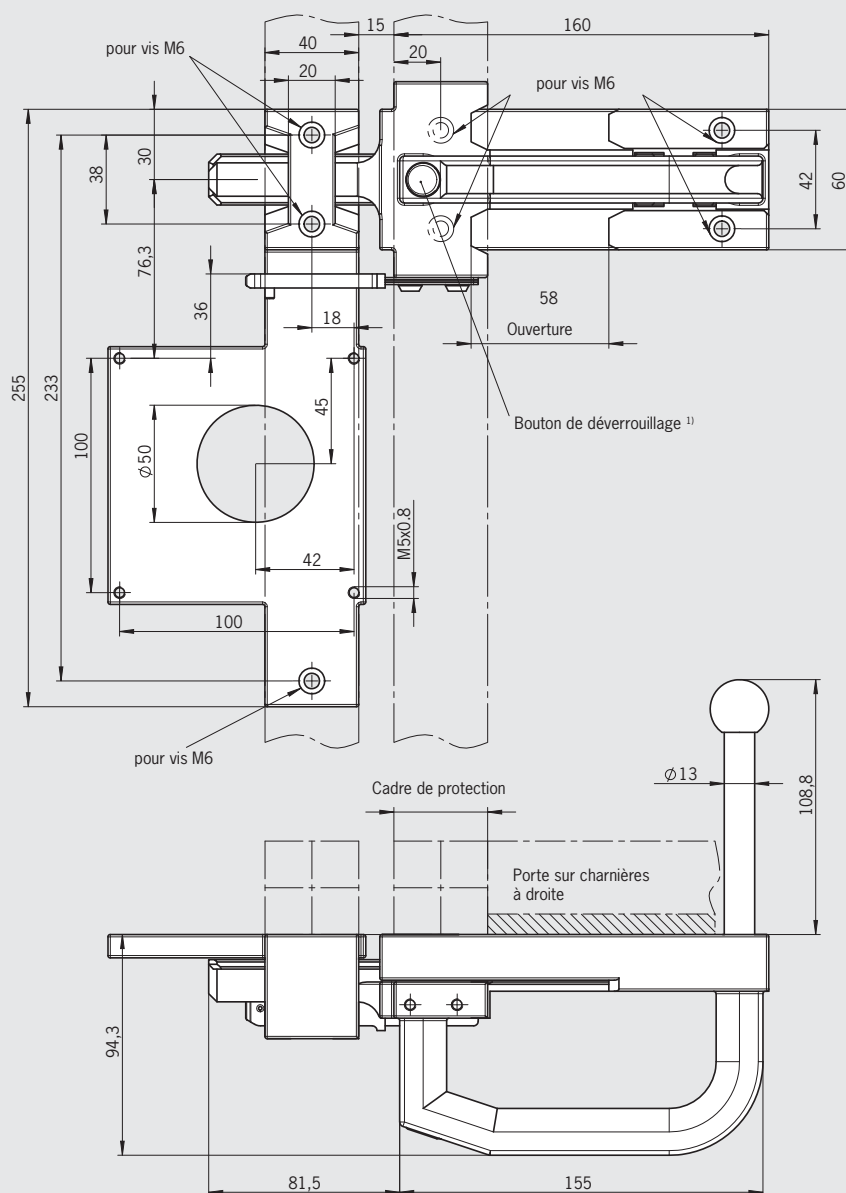 15
160
40
pour vis M6
20
20
pour vis M6
30
38
42
60
76,3
36
18
58
Ouverture
255
233
100
Ø50
45
Bouton de déverrouillage ¹⁾
M5x0.8
42
100
pour vis M6
Cadre de protection
Ø13
108,8
Porte sur charnières
à droite
94,3
81,5
155